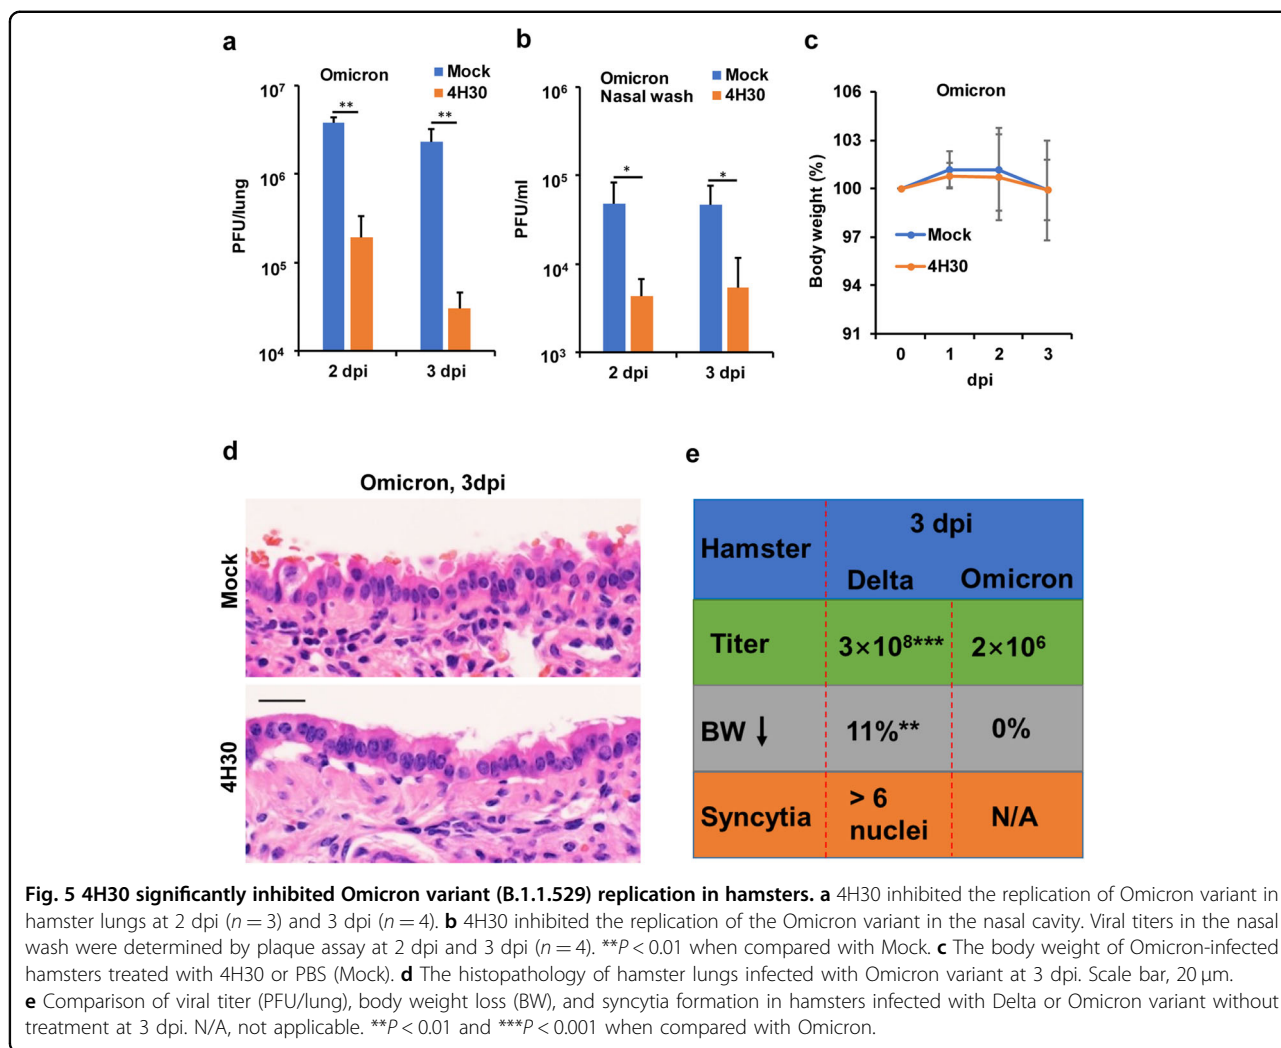 a
Omicron
Mock
4H30
10⁷
10⁶
10⁵
10⁴
PFU/lung
**
**
2 dpi
3 dpi
b
Omicron
Nasal wash
Mock
4H30
10⁶
10⁵
10⁴
10³
PFU/ml
*
*
2 dpi
3 dpi
c
Omicron
106
103
100
97
94
91
Body weight (%)
Mock
4H30
0 1 2 3
dpi
d
Omicron, 3dpi
Mock
4H30
e
Hamster
3 dpi
Delta Omicron
Titer 3×10⁸*** 2×10⁶
BW ↓ 11%** 0%
Syncytia > 6 nuclei N/A
Fig. 5 4H30 significantly inhibited Omicron variant (B.1.1.529) replication in hamsters. a 4H30 inhibited the replication of Omicron variant in
hamster lungs at 2 dpi (n = 3) and 3 dpi (n = 4). b 4H30 inhibited the replication of the Omicron variant in the nasal cavity. Viral titers in the nasal
wash were determined by plaque assay at 2 dpi and 3 dpi (n = 4). **P < 0.01 when compared with Mock. c The body weight of Omicron-infected
hamsters treated with 4H30 or PBS (Mock). d The histopathology of hamster lungs infected with Omicron variant at 3 dpi. Scale bar, 20 µm.
e Comparison of viral titer (PFU/lung), body weight loss (BW), and syncytia formation in hamsters infected with Delta or Omicron variant without
treatment at 3 dpi. N/A, not applicable. **P < 0.01 and ***P < 0.001 when compared with Omicron.